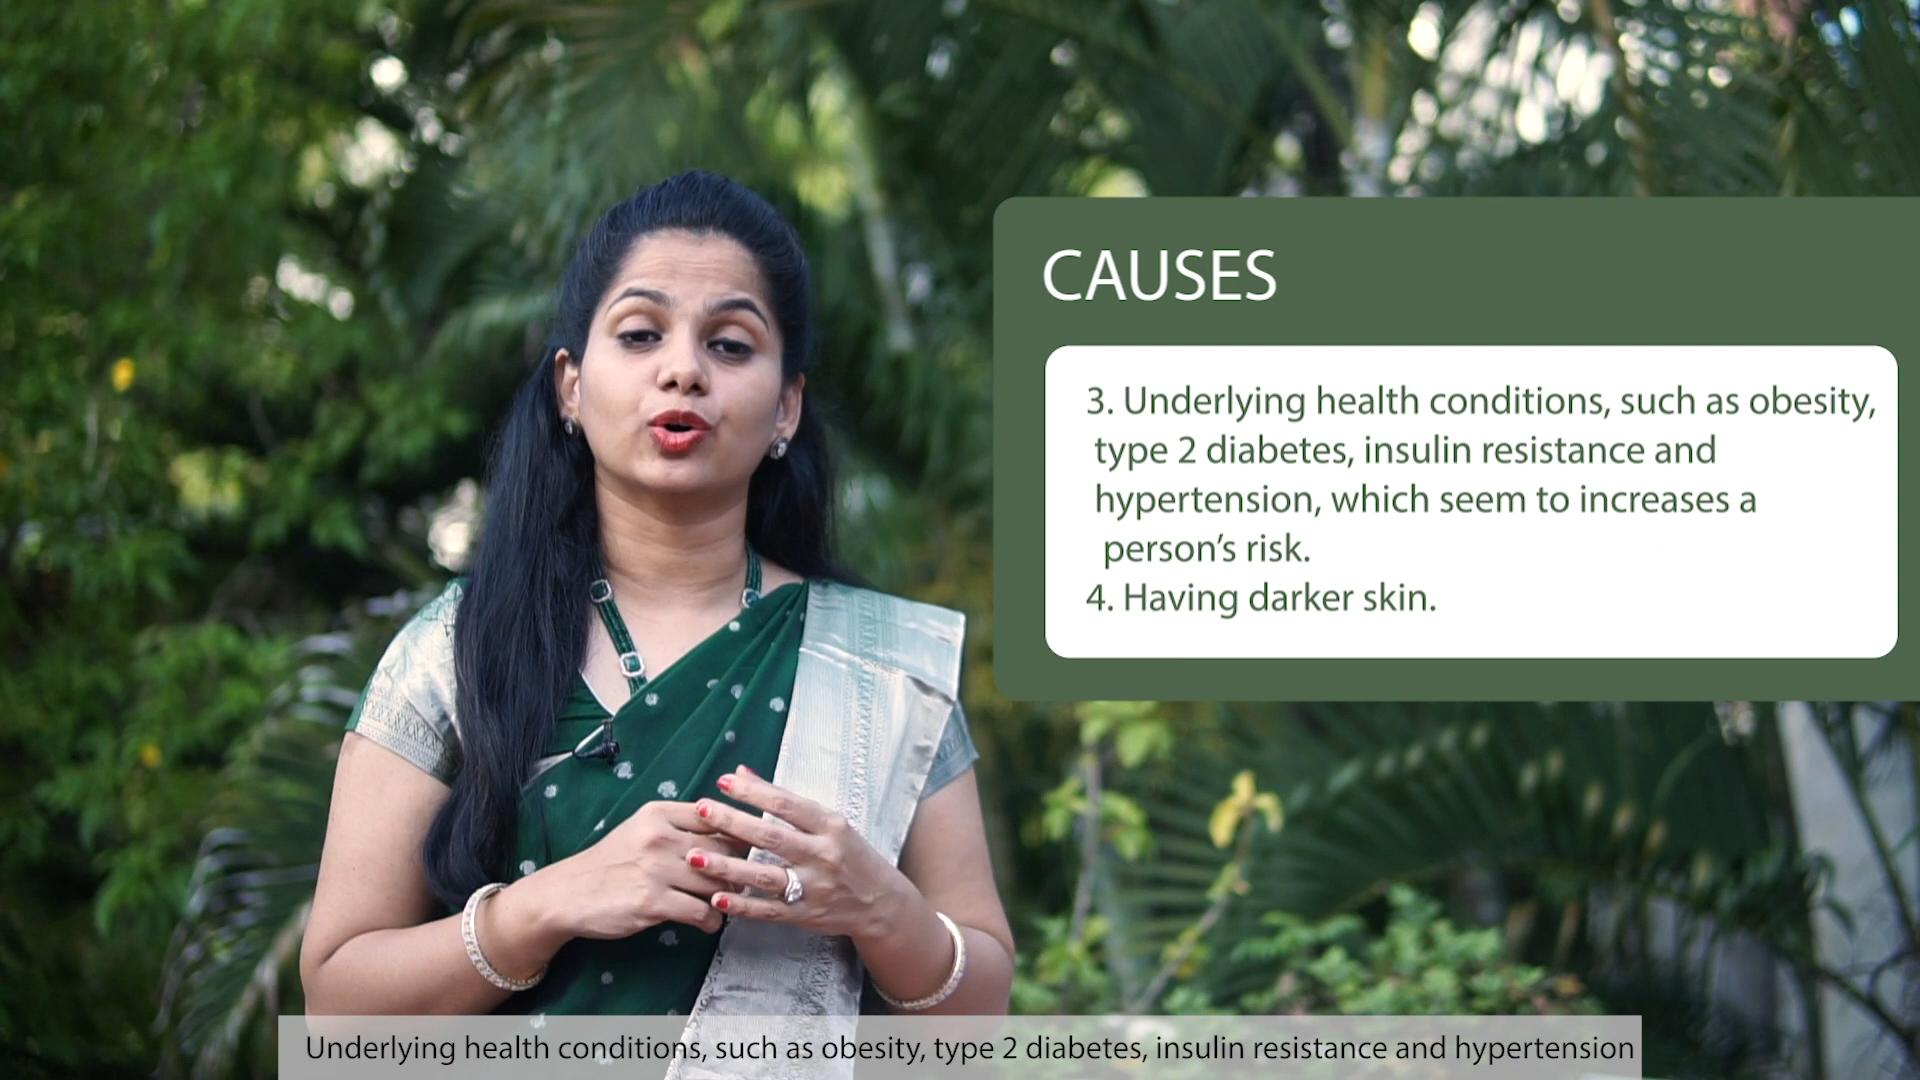 CAUSES
3. Underlying health conditions, such as obesity,
type 2 diabetes, insulin resistance and
hypertension, which seem to increases a
person's risk.
4. Having darker skin.
Underlying health conditions, such as obesity, type 2 diabetes, insulin resistance and hypertension